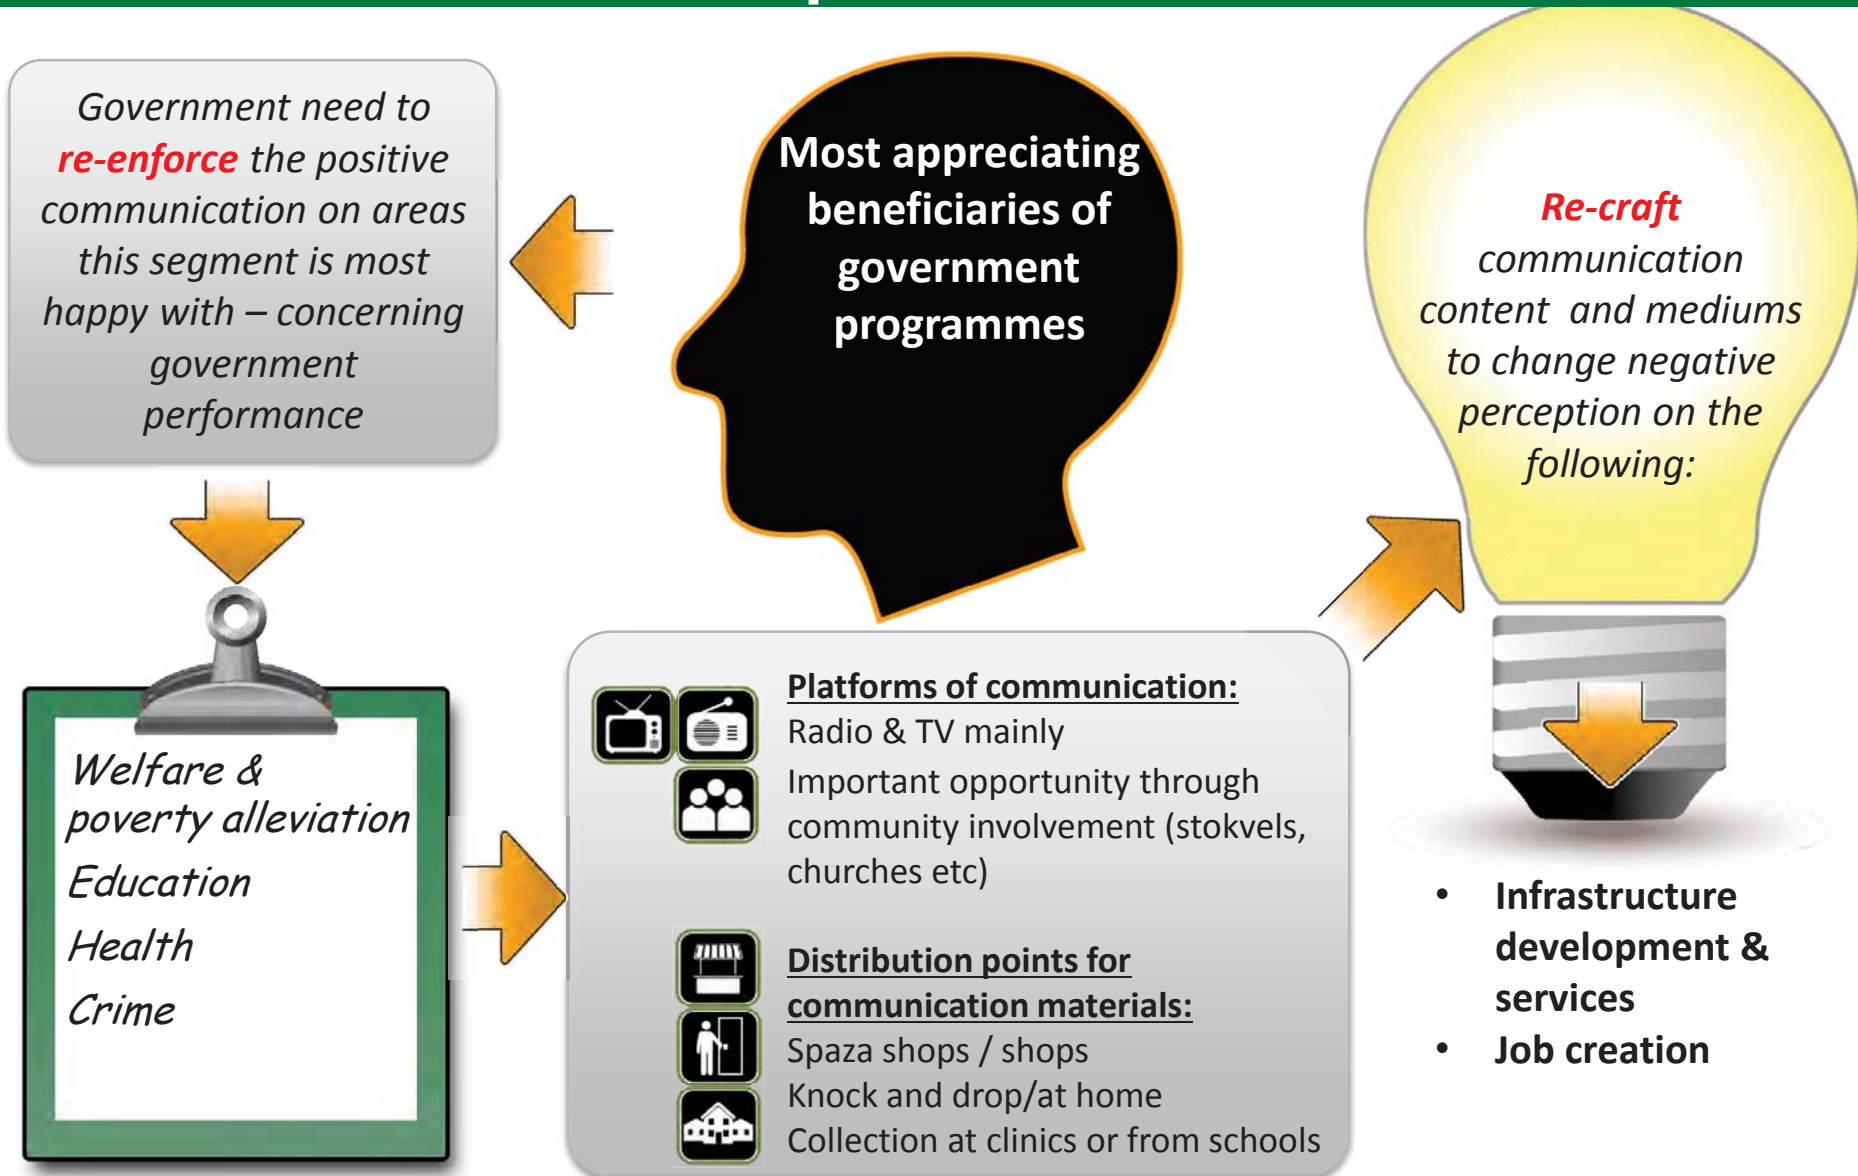 Government need to
re-enforce the positive
communication on areas
this segment is most
happy with – concerning
government
performance
Most appreciating
beneficiaries of
government
programmes
Re-craft
communication
content and mediums
to change negative
perception on the
following:
Welfare &
poverty alleviation
Education
Health
Crime
Platforms of communication:
Radio & TV mainly
Important opportunity through
community involvement (stokvels,
churches etc)
Distribution points for
communication materials:
Spaza shops / shops
Knock and drop/at home
Collection at clinics or from schools
• Infrastructure
development &
services
• Job creation